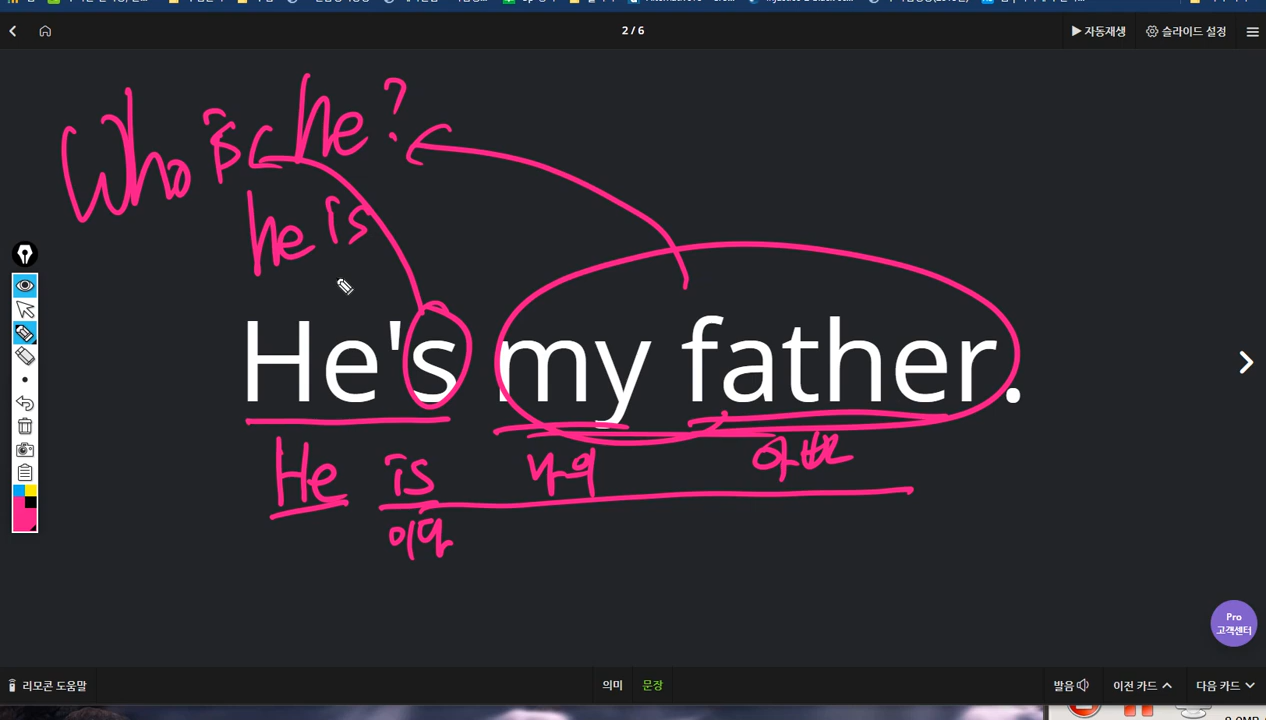 2 / 6
자동재생
슬라이드 설정
Who is he?
he is
He's my father.
He is 나의
이다
Pro
고객센터
리모콘 도움말
의미
문장
발음
이전 카드
다음 카드